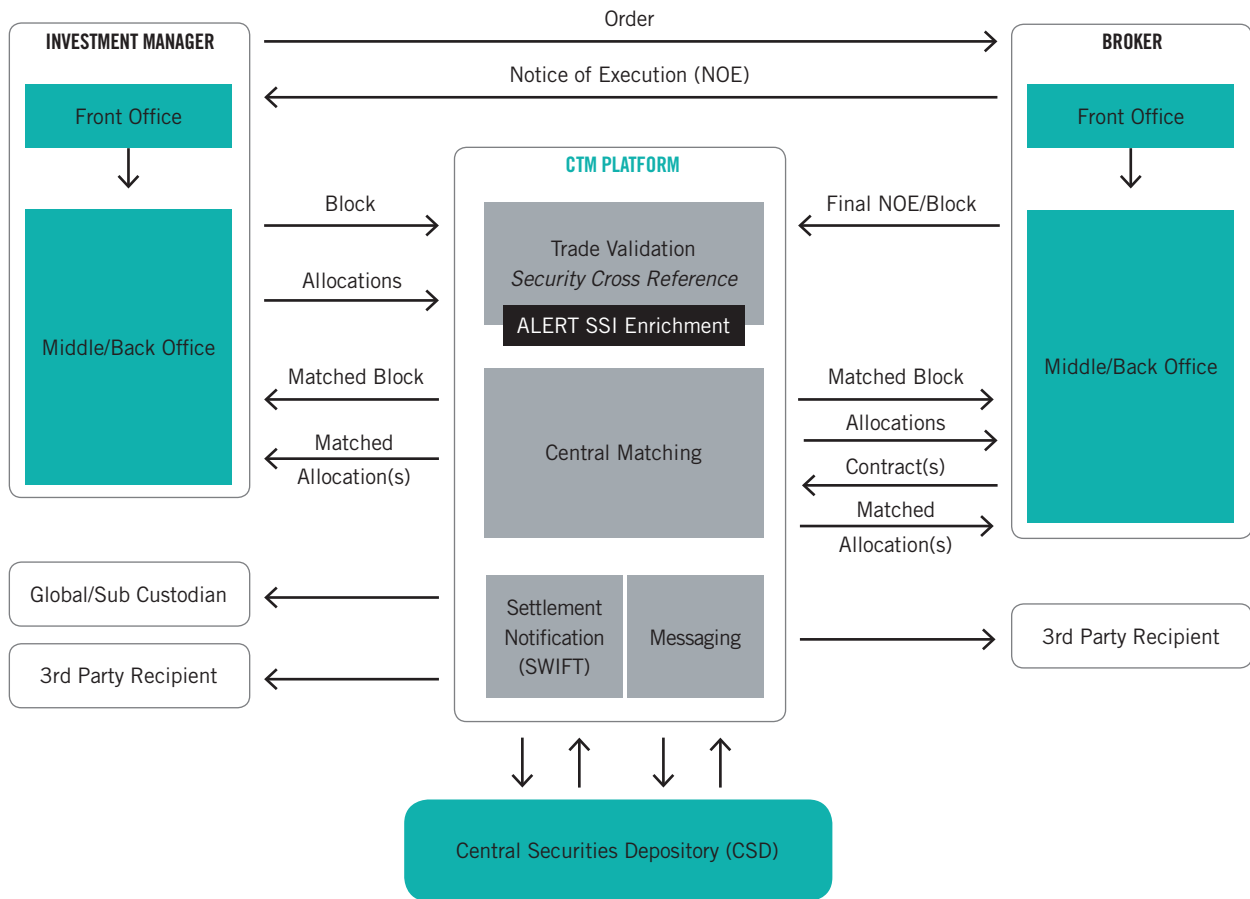 Order
INVESTMENT MANAGER
BROKER
Notice of Execution (NOE)
Front Office
Front Office
CTM PLATFORM
Block
Final NOE/Block
Trade Validation
Security Cross Reference
Allocations
ALERT SSI Enrichment
Middle/Back Office
Middle/Back Office
Matched Block
Matched Block
Allocations
Matched
Allocation(s)
Central Matching
Contract(s)
Matched
Allocation(s)
Global/Sub Custodian
Settlement
Notification
(SWIFT)
Messaging
3rd Party Recipient
3rd Party Recipient
Central Securities Depository (CSD)